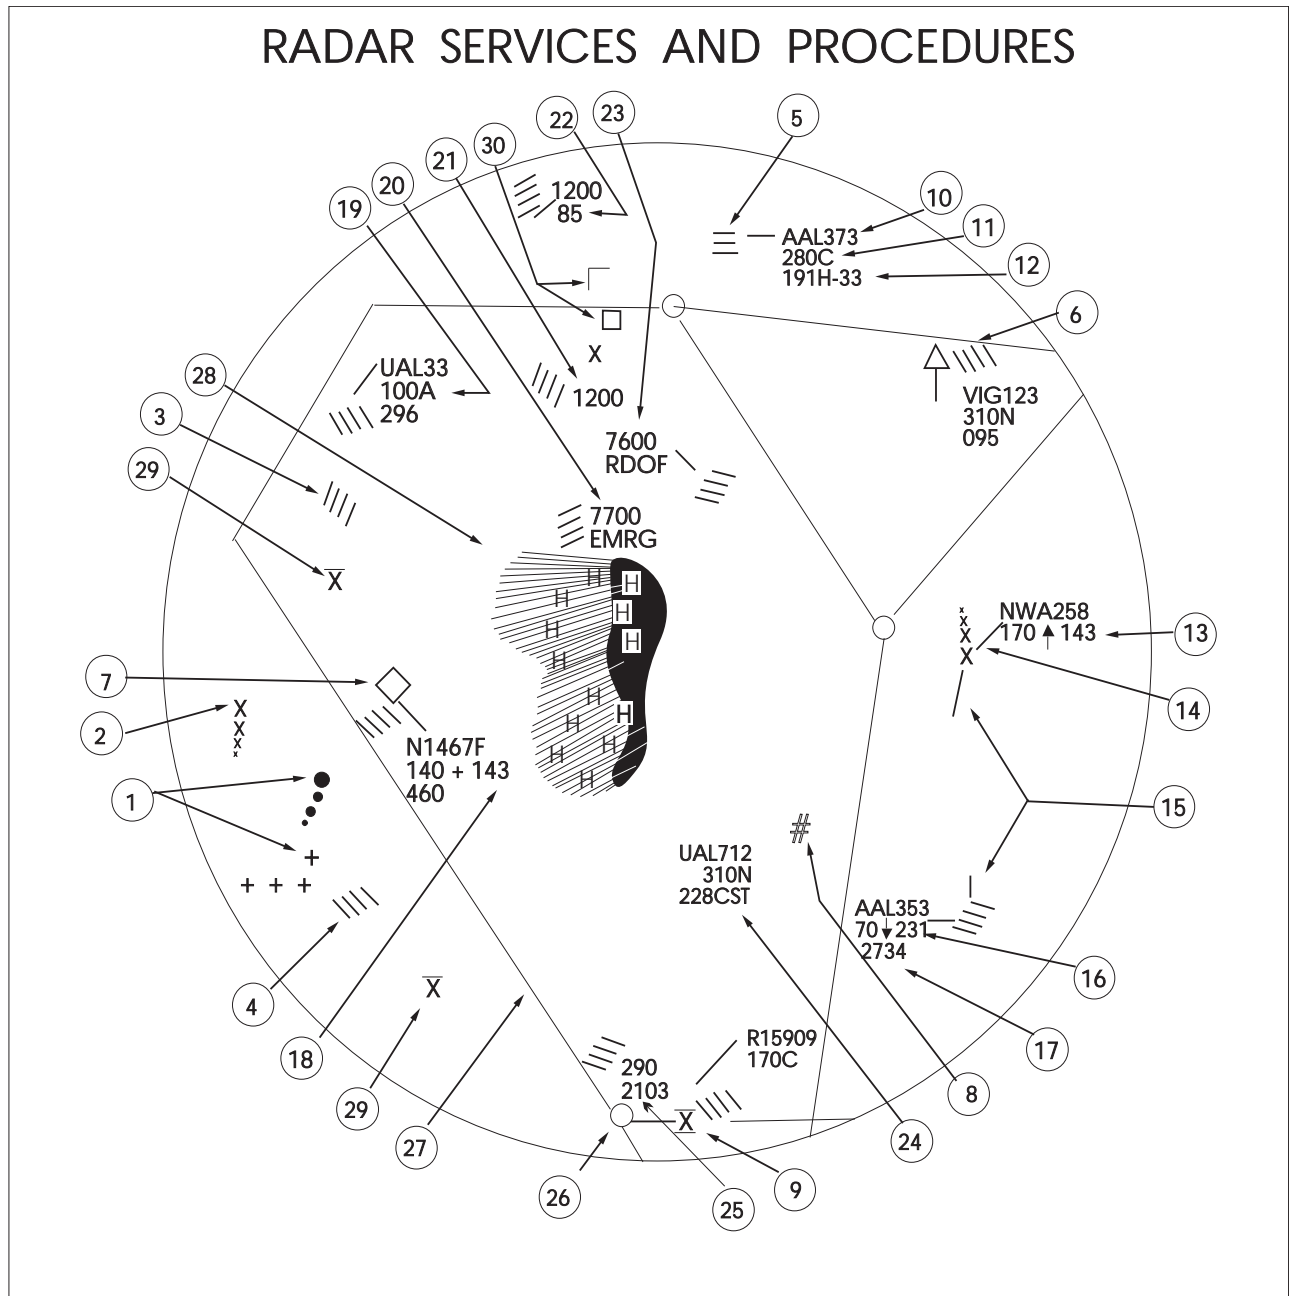 RADAR SERVICES AND PROCEDURES
23
22
5
30
21
20
19
1200
85
10
AAL373
11
280C
12
191H-33
6
X
UAL33
100A
296
1200
28
VIG123
310N
095
3
7600
RDOF
29
7700
EMRG
X
H
H
H
H
H
H
H
H
H
H
H
H
H
X
X
X
X
NWA258
170 143
13
7
14
2
X
X
X
X
N1467F
140 + 143
460
1
+
+ + +
15
#
UAL712
310N
228CST
AAL353
70 231
2734
16
4
X
18
17
29
R15909
170C
290
2103
8
27
X
24
26
9
25